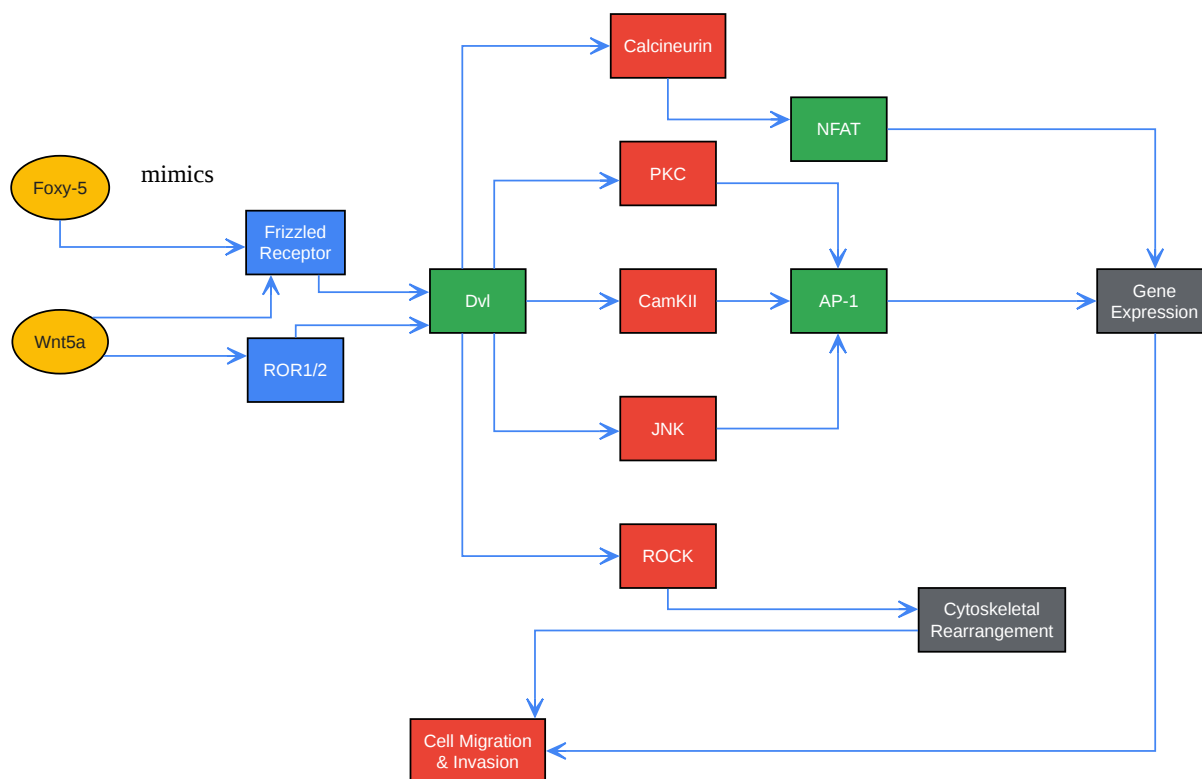 Calcineurin
NFAT
PKC
mimics
Foxy-5
Frizzled
Receptor
Dvl
CamKII
AP-1
Gene
Expression
Wnt5a
ROR1/2
JNK
ROCK
Cytoskeletal
Rearrangement
Cell Migration
& Invasion